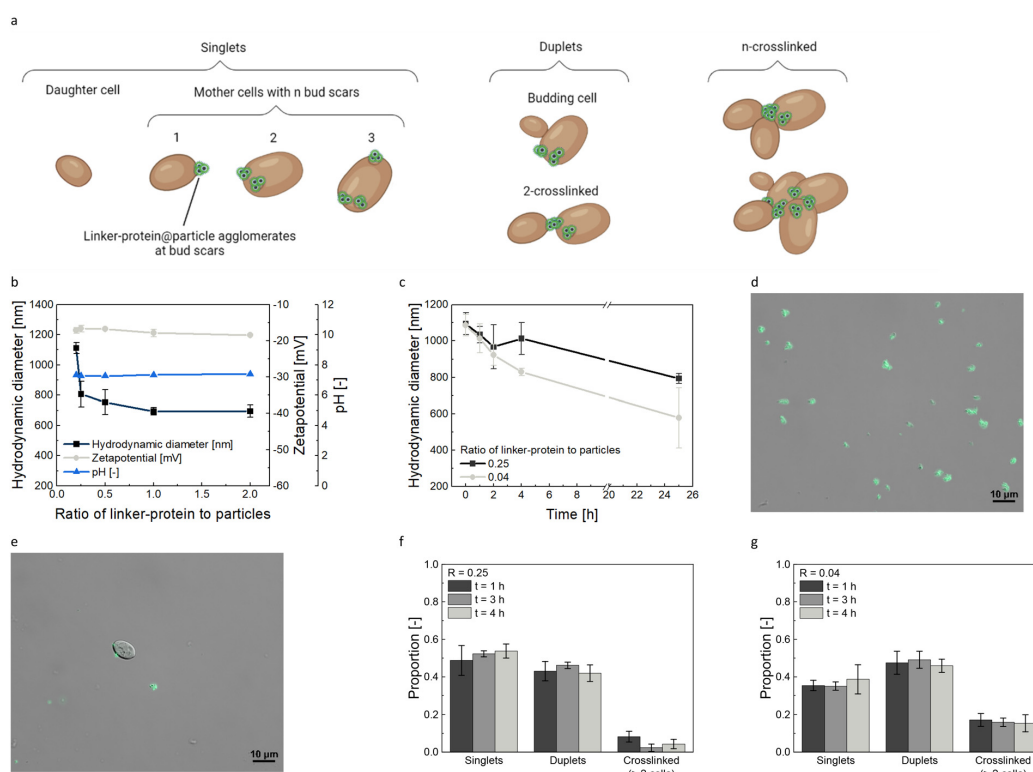 a
Singlets
Duplets
n-crosslinked
Daughter cell
Mother cells with n bud scars
Budding cell
1
2
3
2-crosslinked
Linker-protein@particle agglomerates
at bud scars
b
Hydrodynamic diameter [nm]
1400
1200
1000
800
600
400
200
0.0
0.5
1.0
1.5
2.0
Ratio of linker-protein to particles
Hydrodynamic diameter [nm]
Zetapotential [mV]
pH [-]
-10
-20
-30
-40
-50
-60
Zetapotential [mV]
12
10
8
6
4
2
0
pH [-]
c
Hydrodynamic diameter [nm]
1200
1000
800
600
400
200
Ratio of linker-protein to particles
0.25
0.04
0
2
4
6
8
20
22
24
26
Time [h]
d
10 µm
e
10 µm
f
Proportion [-]
1.0
0.8
0.6
0.4
0.2
0.0
R = 0.25
t = 1 h
t = 3 h
t = 4 h
Singlets
Duplets
Crosslinked
g
Proportion [-]
1.0
0.8
0.6
0.4
0.2
0.0
R = 0.04
t = 1 h
t = 3 h
t = 4 h
Singlets
Duplets
Crosslinked